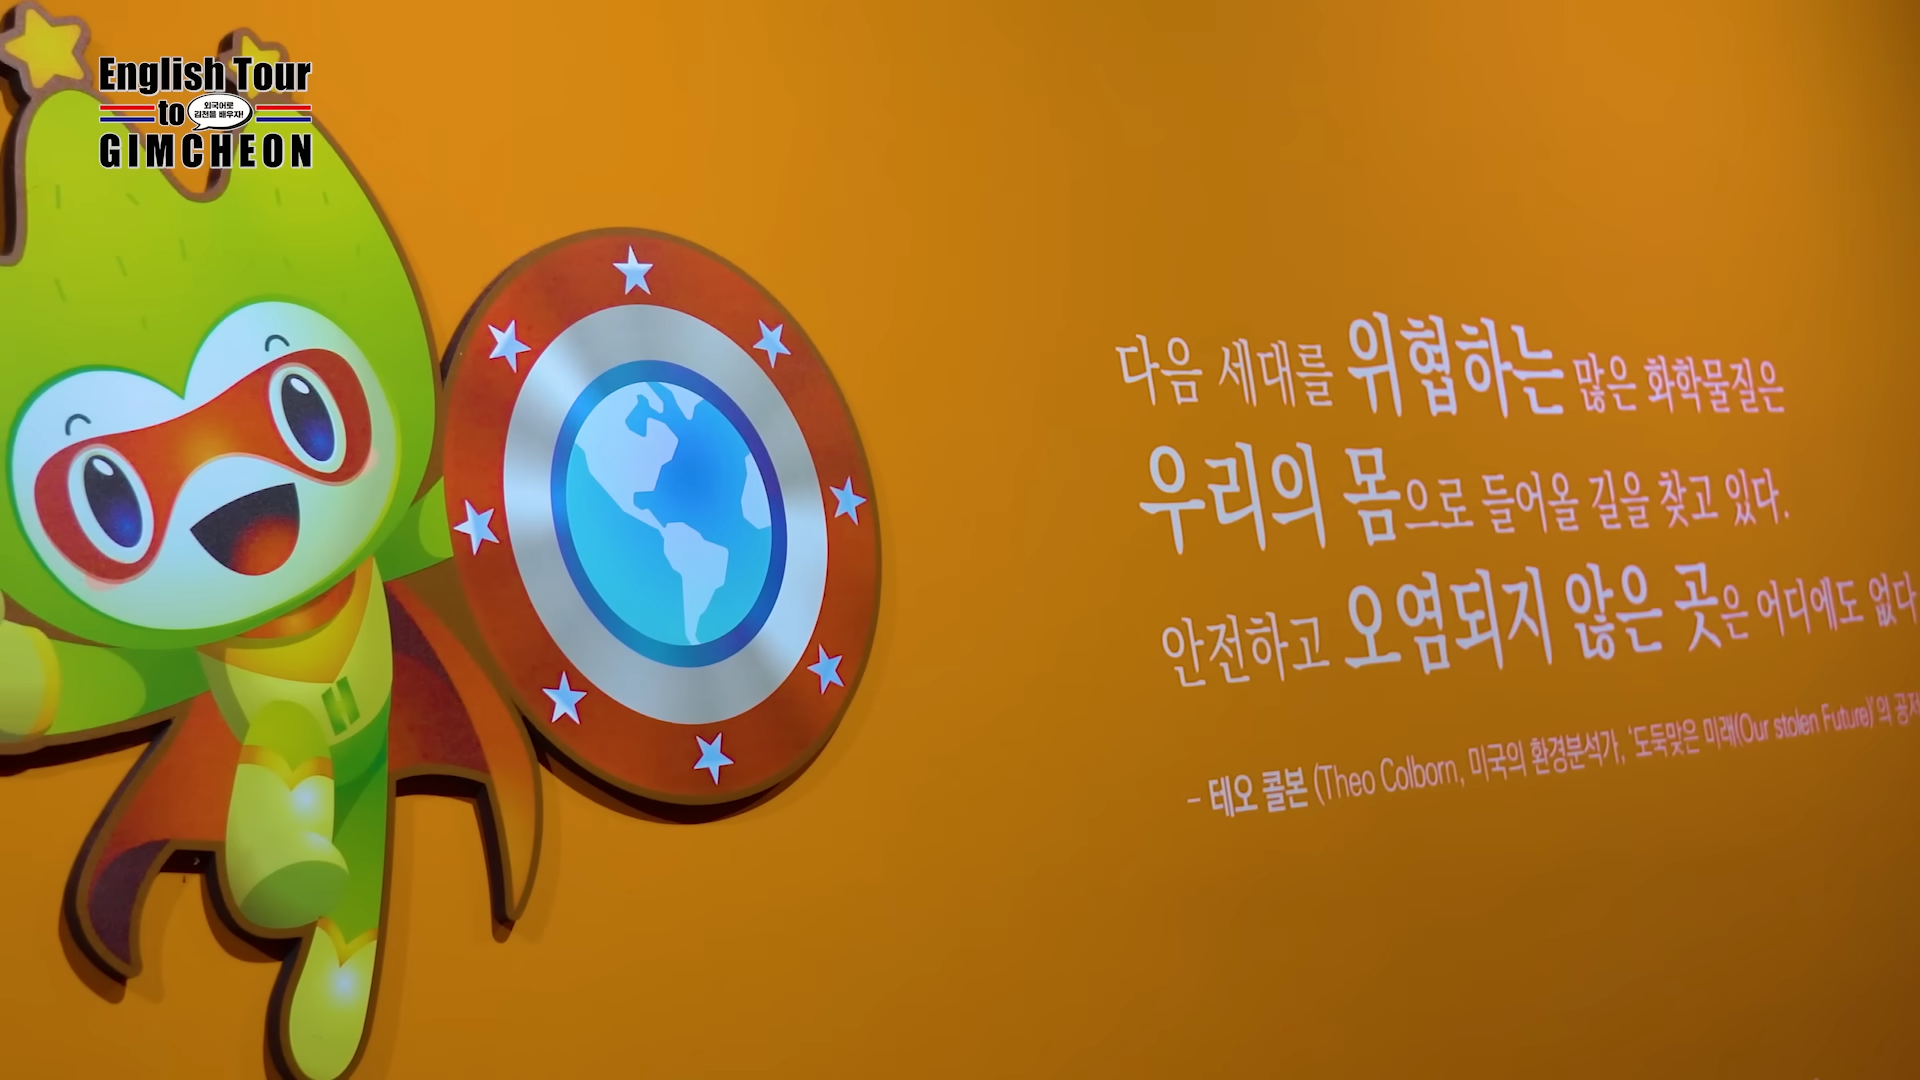 English Tour
to 외국어로
김천을 배우자!
GIMCHEON
다음 세대를 위협하는 많은 화학물질은
우리의 몸으로 들어올 길을 찾고 있다.
안전하고 오염되지 않은 곳은 어디에도 없다
- 테오 콜본 (Theo Colborn, 미국의 환경분석가, '도둑맞은 미래(Our stolen Future)'의
H